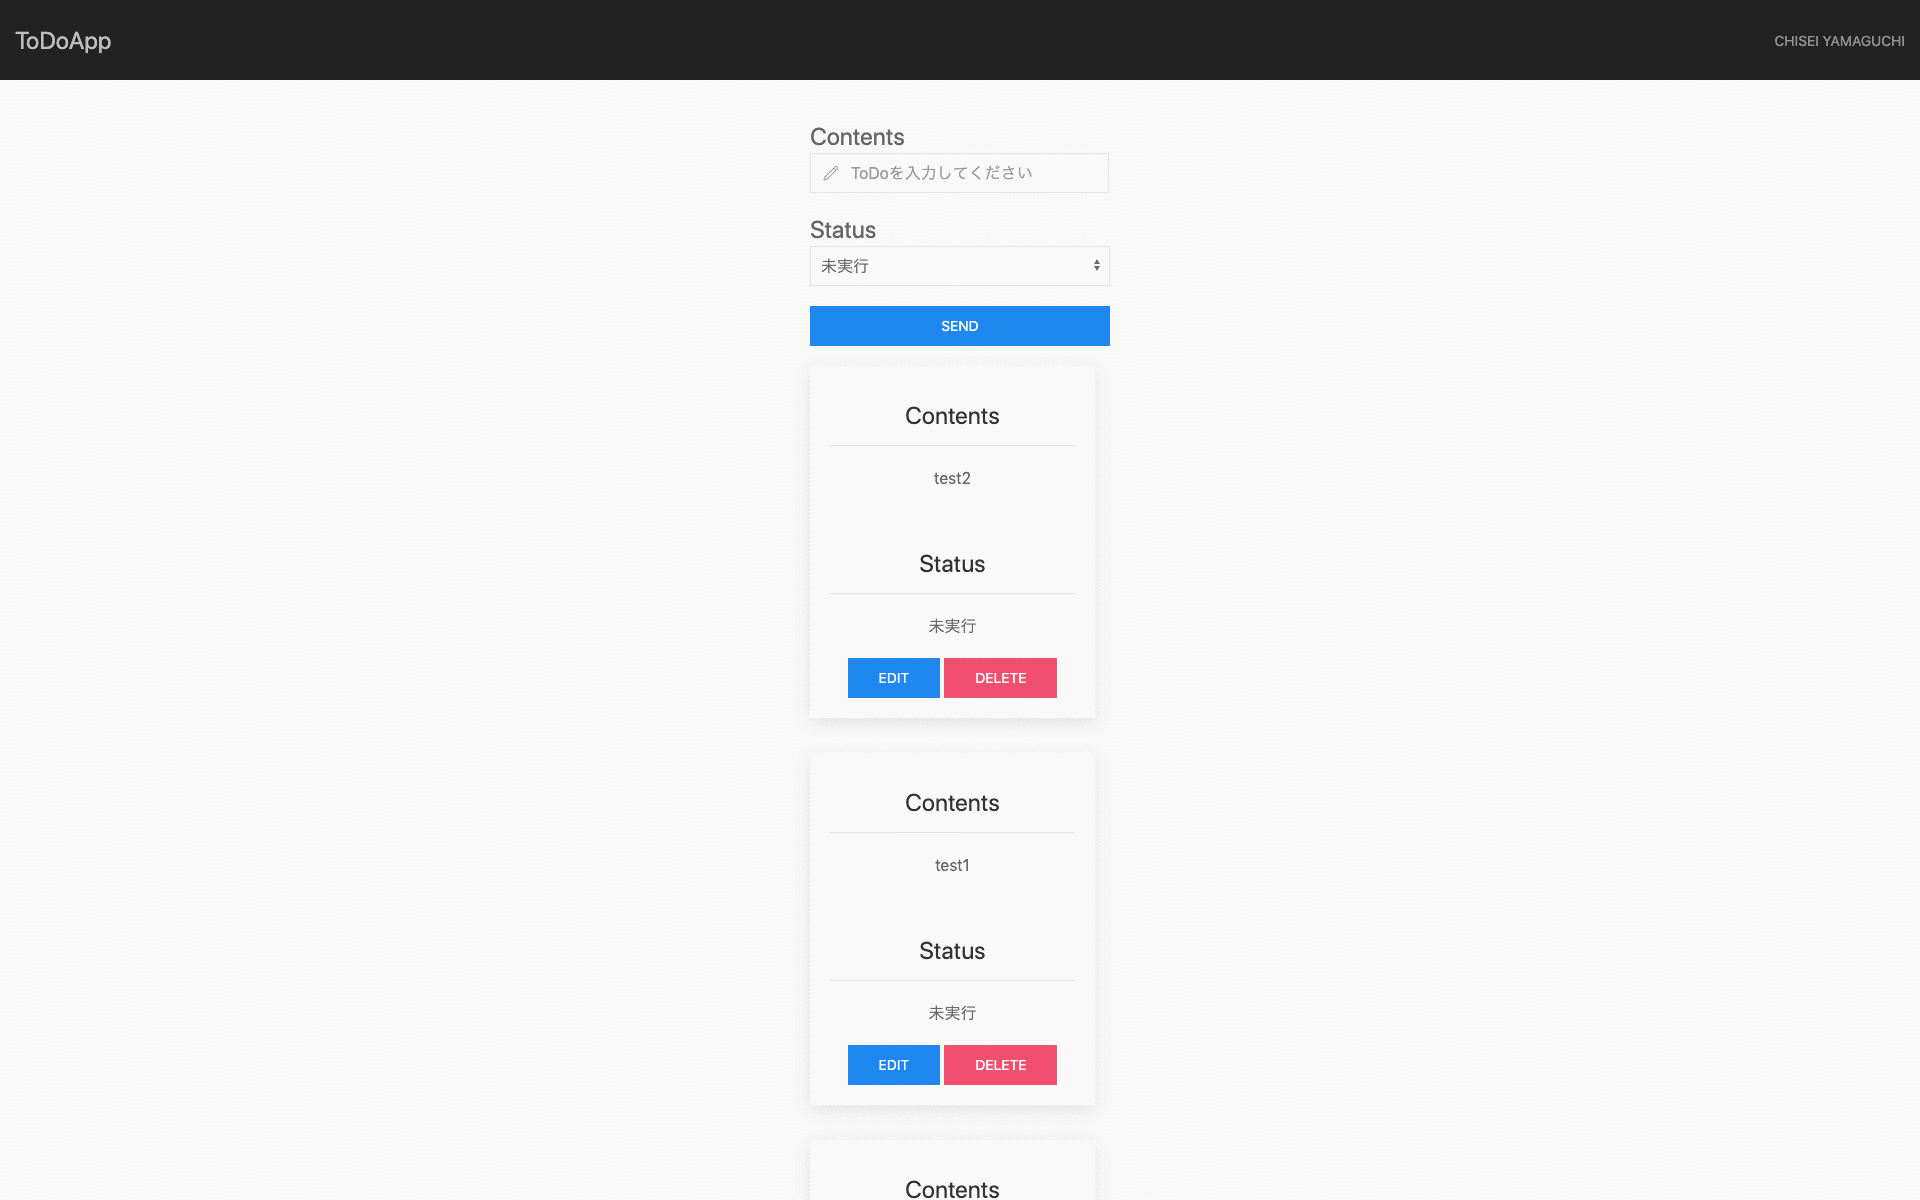 ToDoApp
CHISEI YAMAGUCHI
Contents
ToDoを入力してください
Status
未実行
SEND
Contents
test2
Status
未実行
EDIT DELETE
Contents
test1
Status
未実行
EDIT DELETE
Contents